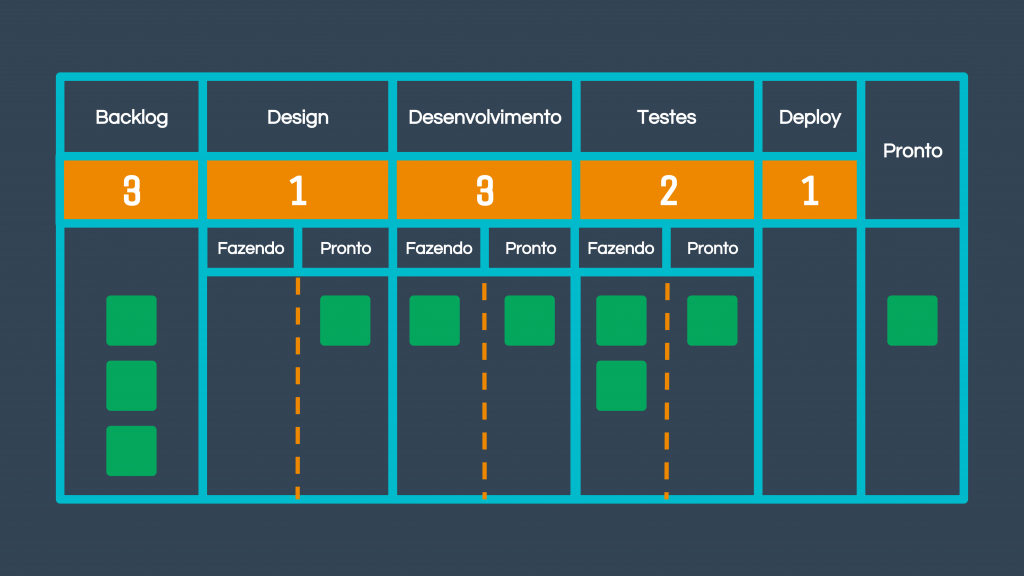 Backlog
Design
Desenvolvimento
Testes
Deploy
Pronto
3
1
3
2
1
Fazendo
Pronto
Fazendo
Pronto
Fazendo
Pronto